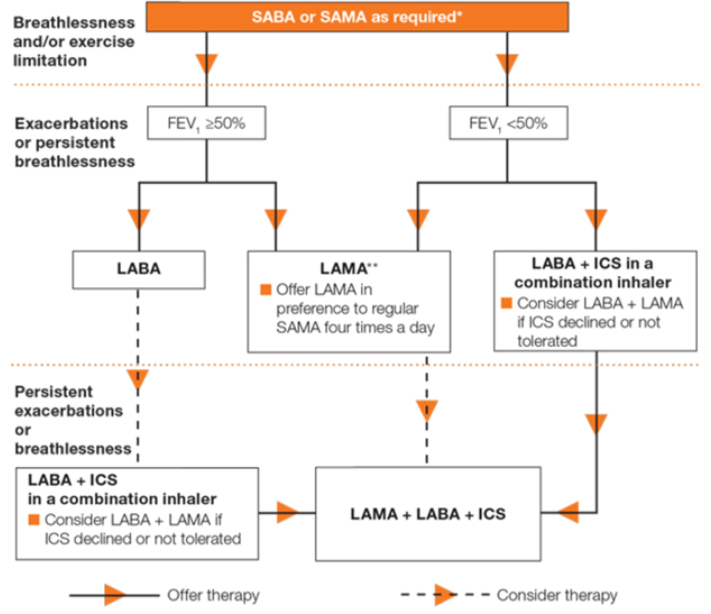 Breathlessness
and/or exercise
limitation
SABA or SAMA as required*
Exacerbations
or persistent
breathlessness
FEV₁ ≥50%
FEV₁ <50%
LABA
LAMA**
Offer LAMA in
preference to regular
SAMA four times a day
LABA + ICS in a
combination inhaler
Consider LABA + LAMA
if ICS declined or not
tolerated
Persistent
exacerbations
or
breathlessness
LABA + ICS
in a combination inhaler
Consider LABA + LAMA if
ICS declined or not tolerated
LAMA + LABA + ICS
Offer therapy
Consider therapy